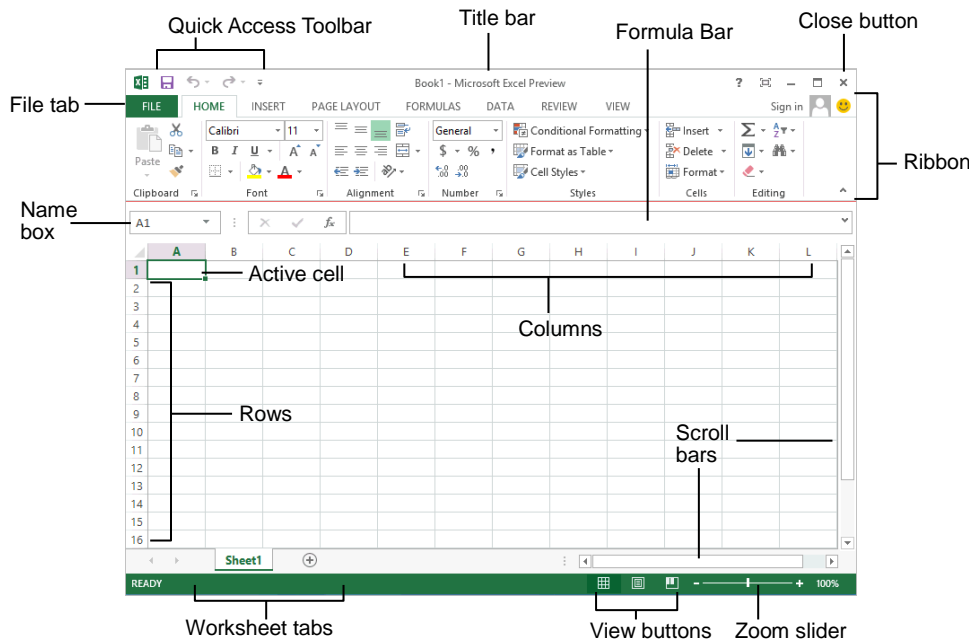 Quick Access Toolbar
Title bar
Formula Bar
Close button
Book1 - Microsoft Excel Preview
?
File tab
FILE HOME INSERT PAGE LAYOUT FORMULAS DATA REVIEW VIEW Sign in
Calibri 11 General Conditional Formatting Insert
Paste B I U A A $ % , Format as Table Delete
A Cell Styles Format
Clipboard Font Alignment Number Styles Cells Editing
Ribbon
Name
box
A1 fx
A B C D E F G H I J K L
1
Active cell
2
3
4
Columns
5
6
7
8
9
Rows
10
11
12
13
14
15
16
Scroll
bars
Sheet1
READY 100%
Worksheet tabs
View buttons
Zoom slider